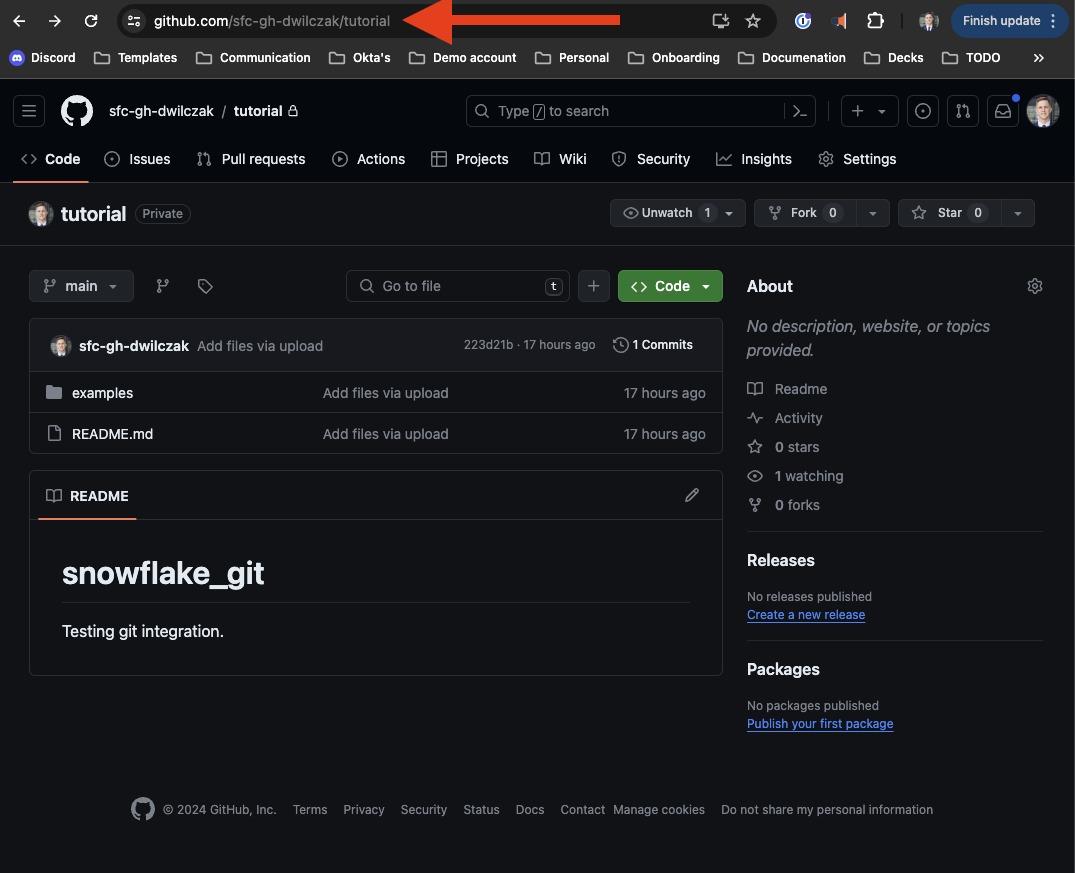 github.com/sfc-gh-dwilczak/tutorial
Finish update
Discord Templates Communication Okta's Demo account Personal Onboarding Documenation Decks TODO »
sfc-gh-dwilczak / tutorial
Type / to search
Code Issues Pull requests Actions Projects Wiki Security Insights Settings
tutorial Private
Unwatch 1 Fork 0 Star 0
main
Go to file t
Code
sfc-gh-dwilczak Add files via upload 223d21b · 17 hours ago 1 Commits
examples Add files via upload 17 hours ago
README.md Add files via upload 17 hours ago
README
snowflake_git
Testing git integration.
About
No description, website, or topics
provided.
Readme
Activity
0 stars
1 watching
0 forks
Releases
No releases published
Create a new release
Packages
No packages published
Publish your first package
© 2024 GitHub, Inc. Terms Privacy Security Status Docs Contact Manage cookies Do not share my personal information